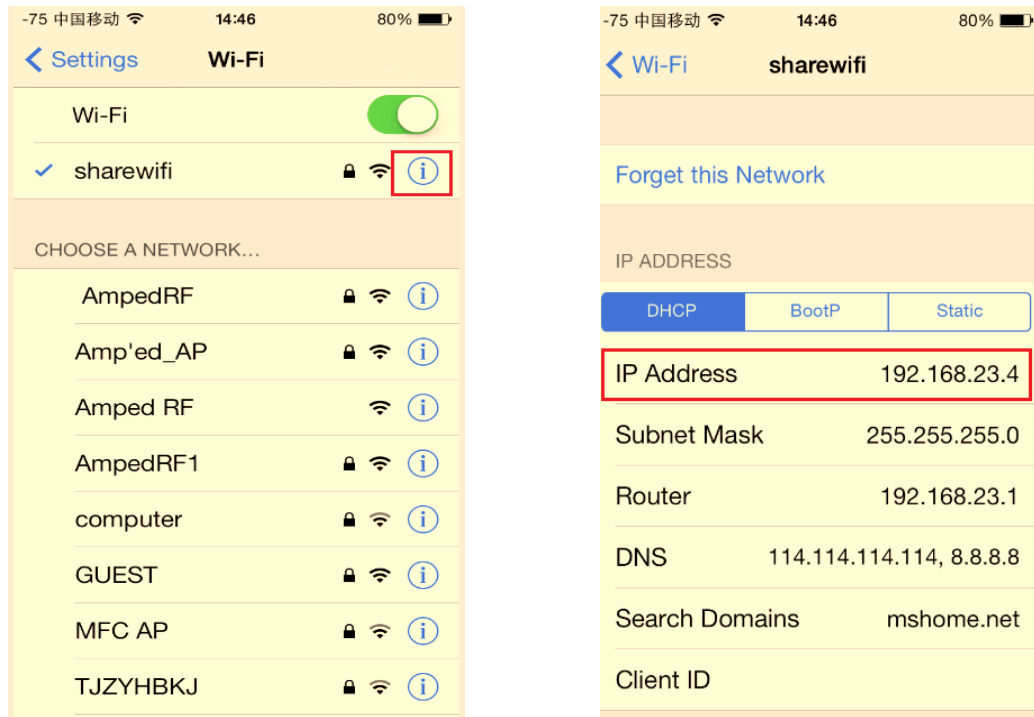 -75 中国移动 14:46 80%
Settings Wi-Fi
Wi-Fi
sharewifi
CHOOSE A NETWORK...
AmpedRF
Amp'ed_AP
Amped RF
AmpedRF1
computer
GUEST
MFC AP
TJZYHBKJ
-75 中国移动 14:46 80%
Wi-Fi sharewifi
Forget this Network
IP ADDRESS
DHCP BootP Static
IP Address 192.168.23.4
Subnet Mask 255.255.255.0
Router 192.168.23.1
DNS 114.114.114.114, 8.8.8.8
Search Domains mshome.net
Client ID